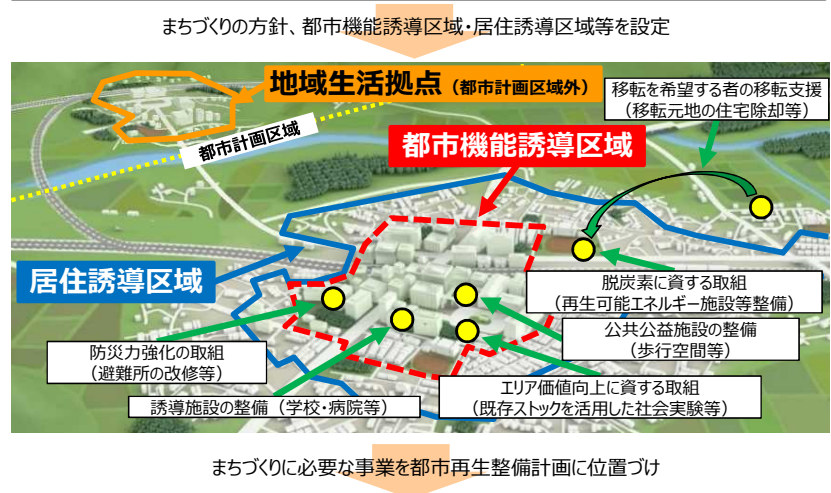 まちづくりの方針、都市機能誘導区域・居住誘導区域等を設定
地域生活拠点（都市計画区域外）
移転を希望する者の移転支援
（移転元地の住宅除却等）
都市計画区域
都市機能誘導区域
居住誘導区域
脱炭素に資する取組
（再生可能エネルギー施設等整備）
公共公益施設の整備
（歩行空間等）
防災力強化の取組
（避難所の改修等）
エリア価値向上に資する取組
（既存ストックを活用した社会実験等）
誘導施設の整備（学校・病院等）
まちづくりに必要な事業を都市再生整備計画に位置づけ